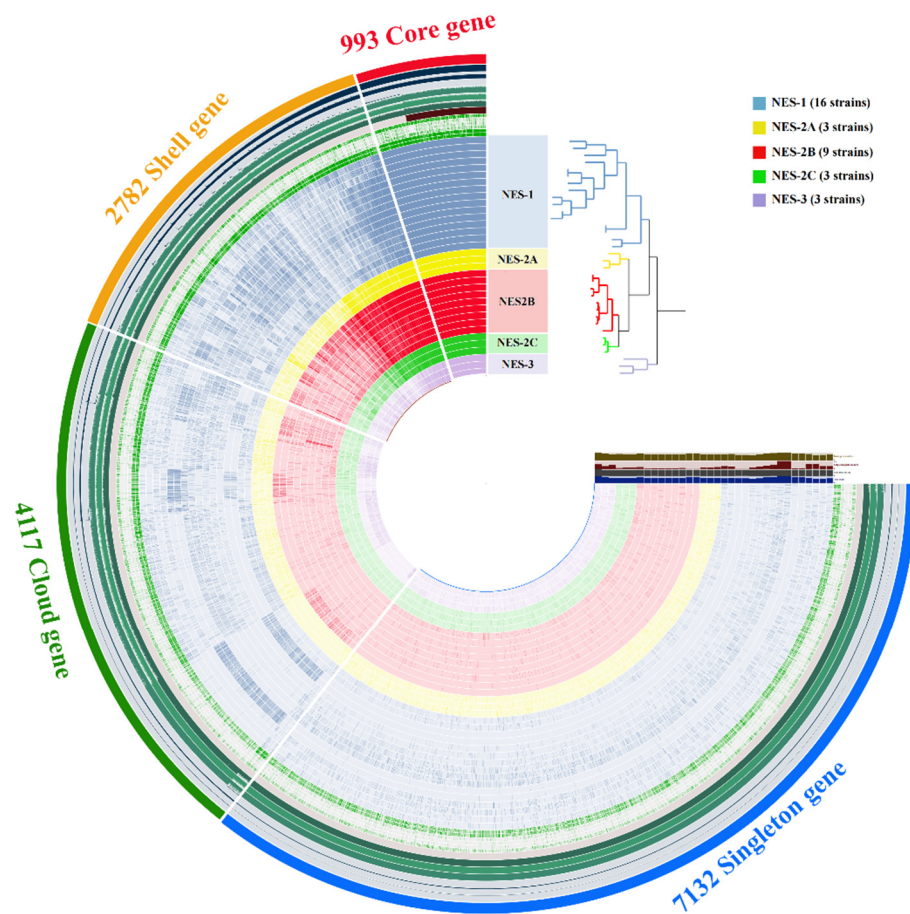 993 Core gene
2782 Shell gene
4117 Cloud gene
7132 Singleton gene
NES-1 (16 strains)
NES-2A (3 strains)
NES-2B (9 strains)
NES-2C (3 strains)
NES-3 (3 strains)
NES-1
NES-2A
NES2B
NES-2C
NES-3